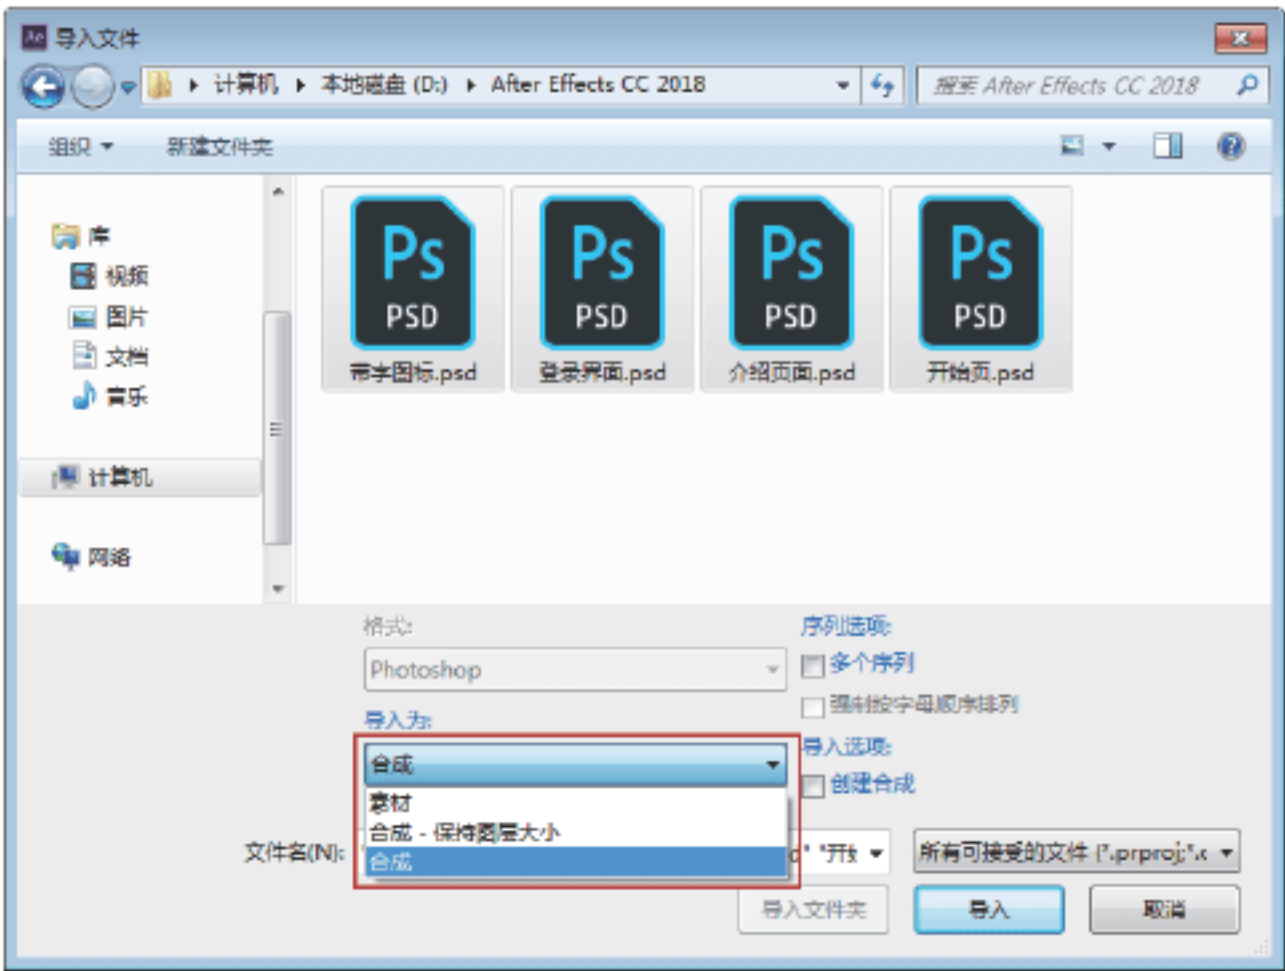 Ae 导入文件
计算机 本地磁盘 (D:) After Effects CC 2018
搜索 After Effects CC 2018
组织 新建文件夹
库
视频
图片
文档
音乐
计算机
网络
Ps
PSD
带字图标.psd
Ps
PSD
登录界面.psd
Ps
PSD
介绍页面.psd
Ps
PSD
开始页.psd
格式:
Photoshop
导入为:
合成
素材
合成 - 保持图层大小
合成
序列选项:
多个序列
强制按字母顺序排列
导入选项:
创建合成
文件名(N):
所有可接受的文件 (*.prproj;*.c
导入文件夹 导入 取消